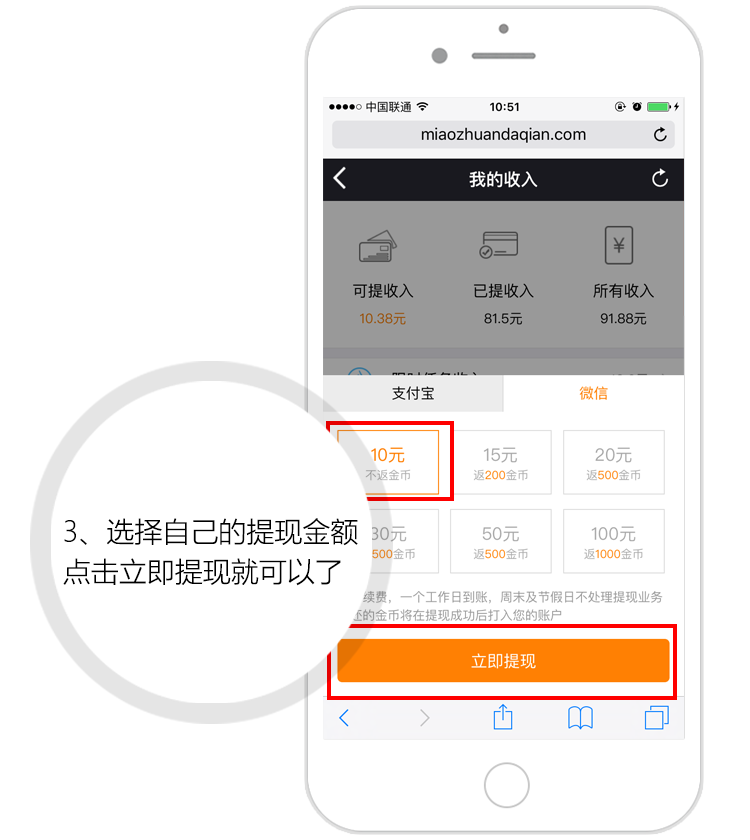 中国联通
10:51
miaozhuandaqian.com
我的收入
¥
可提收入
已提收入
所有收入
10.38元
81.5元
91.88元
支付宝
微信
10元
不返金币
15元
返200金币
20元
返500金币
30元
500金币
50元
返500金币
100元
返1000金币
续费，一个工作日到账，周末及节假日不处理提现业务
还的金币将在提现成功后打入您的账户
立即提现
3、选择自己的提现金额
点击立即提现就可以了